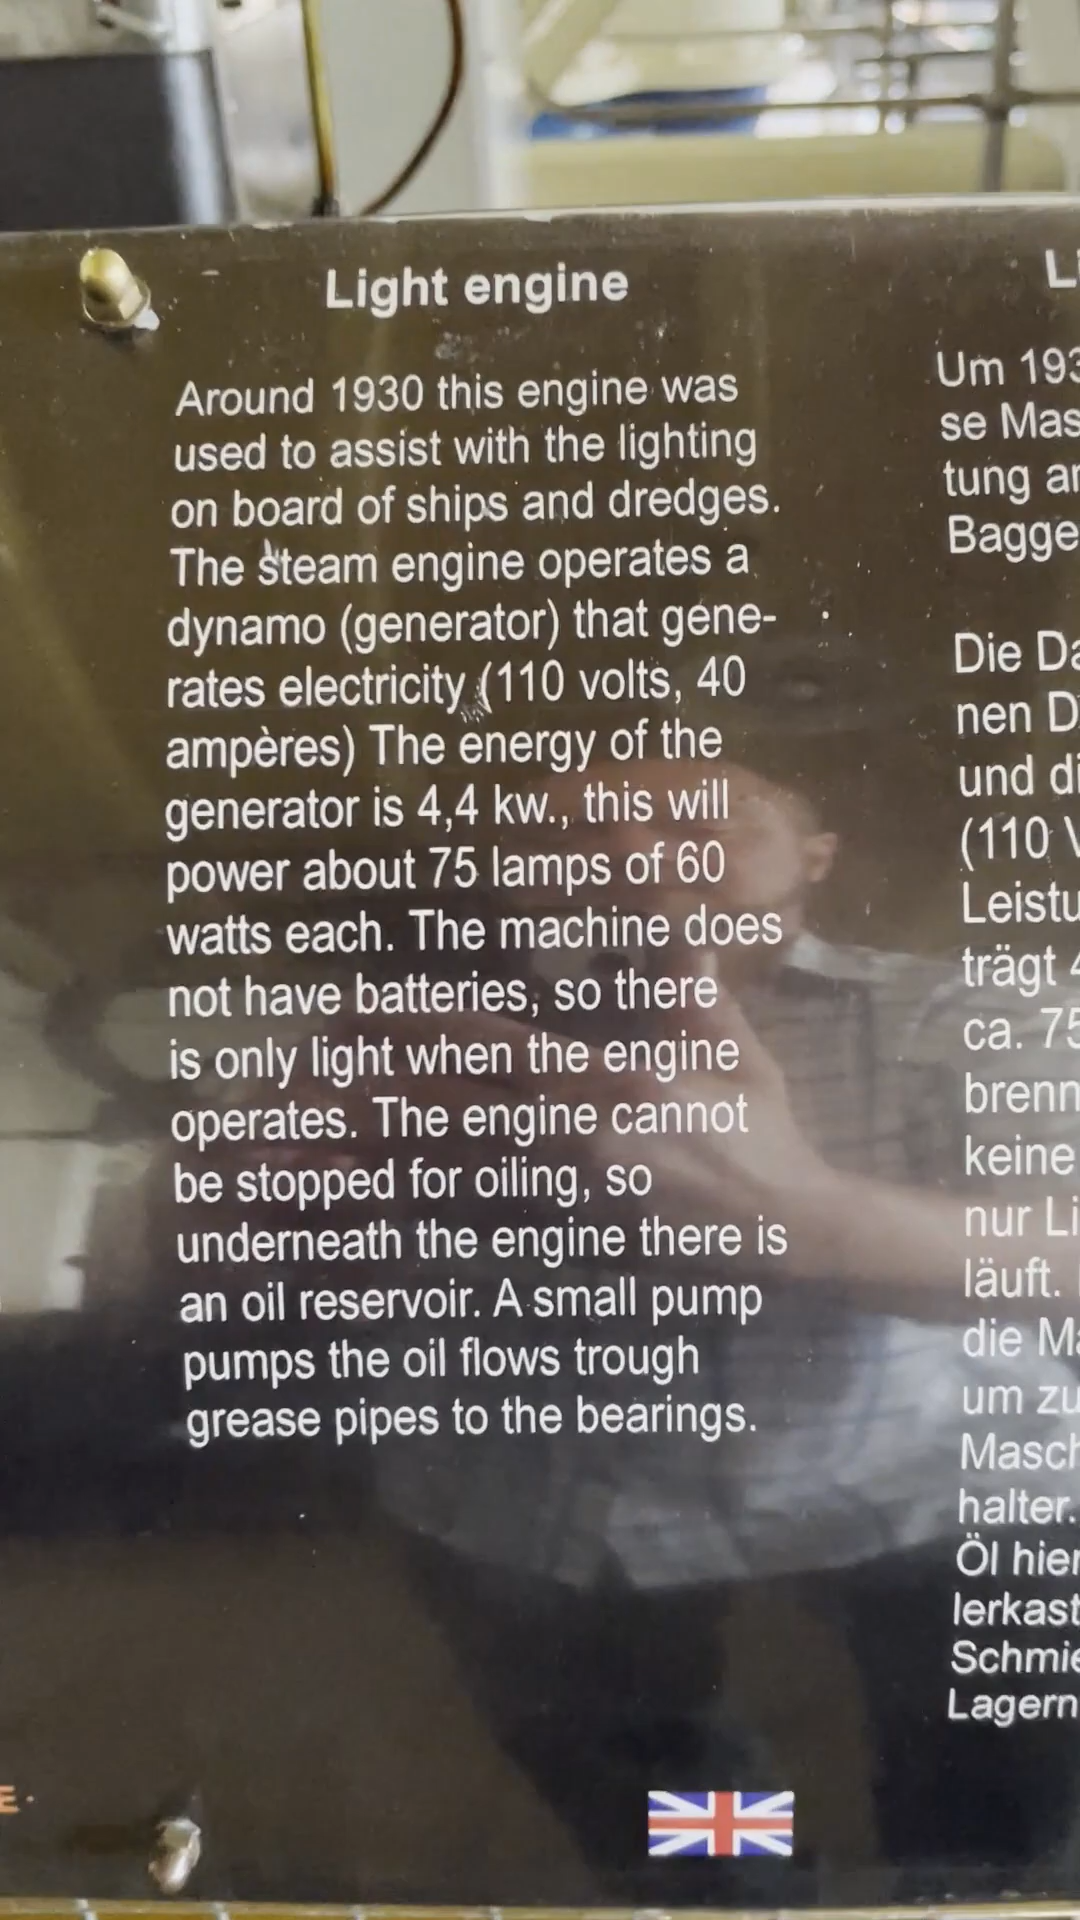 Light engine
Around 1930 this engine was
used to assist with the lighting
on board of ships and dredges.
The steam engine operates a
dynamo (generator) that gene-
rates electricity (110 volts, 40
ampères) The energy of the
generator is 4,4 kw., this will
power about 75 lamps of 60
watts each. The machine does
not have batteries, so there
is only light when the engine
operates. The engine cannot
be stopped for oiling, so
underneath the engine there is
an oil reservoir. A small pump
pumps the oil flows trough
grease pipes to the bearings.
Um 193
se Mas
tung an
Bagge
Die Da
nen D
und di
(110 V
Leistu
trägt 4
ca. 75
brenn
keine
nur Li
läuft.
die Ma
um zu
Masch
halter.
Öl hier
lerkast
Schmie
Lagern